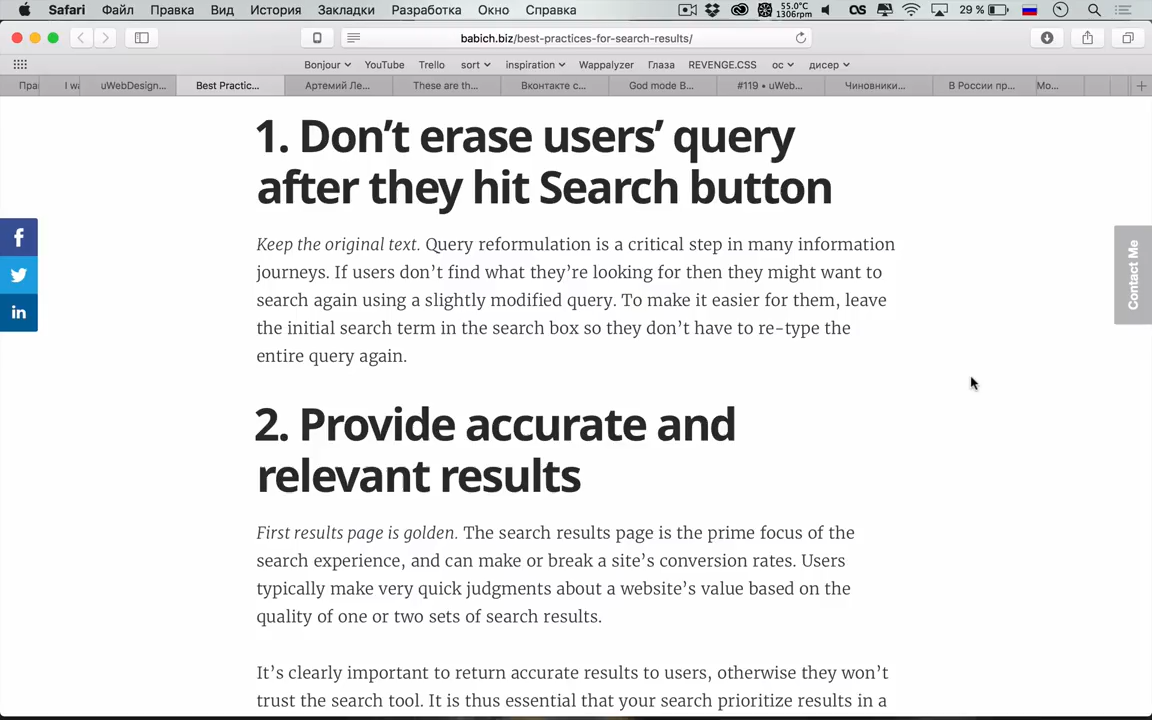 Safari Файл Правка Вид История Закладки Разработка Окно Справка 55.0°C 1306rpm 29 %
babich.biz/best-practices-for-search-results/
Bonjour YouTube Trello sort inspiration Wappalyzer Глаза REVENGE.CSS ос дисер
Пра I wa uWebDesign... Best Practic... Артемий Ле... These are th... Вконтакте с... God mode B... #119 • uWeb... Чиновники... В России пр... Мо...
1. Don’t erase users’ query
after they hit Search button
Keep the original text. Query reformulation is a critical step in many information
journeys. If users don’t find what they’re looking for then they might want to
search again using a slightly modified query. To make it easier for them, leave
the initial search term in the search box so they don’t have to re-type the
entire query again.
Contact Me
2. Provide accurate and
relevant results
First results page is golden. The search results page is the prime focus of the
search experience, and can make or break a site’s conversion rates. Users
typically make very quick judgments about a website’s value based on the
quality of one or two sets of search results.
It’s clearly important to return accurate results to users, otherwise they won’t
trust the search tool. It is thus essential that your search prioritize results in a